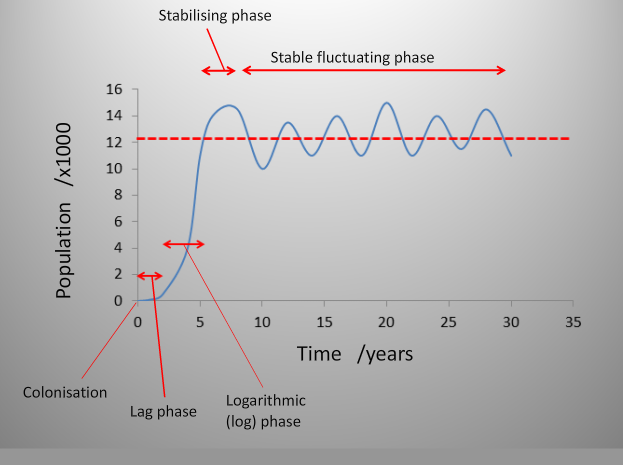 Stabilising phase
Stable fluctuating phase
Population /x1000
16
14
12
10
8
6
4
2
0
0 5 10 15 20 25 30 35
Time /years
Colonisation
Lag phase
Logarithmic
(log) phase